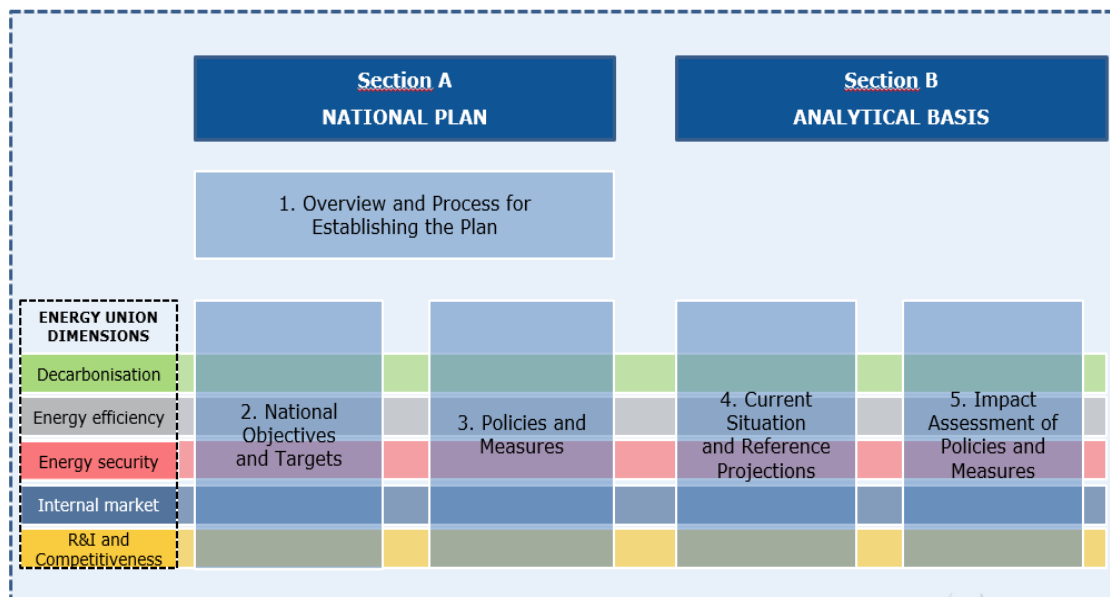 Section A
NATIONAL PLAN
Section B
ANALYTICAL BASIS
1. Overview and Process for
Establishing the Plan
ENERGY UNION
DIMENSIONS
Decarbonisation
Energy efficiency
Energy security
Internal market
R&I and
Competitiveness
2. National
Objectives
and Targets
3. Policies and
Measures
4. Current
Situation
and Reference
Projections
5. Impact
Assessment of
Policies and
Measures